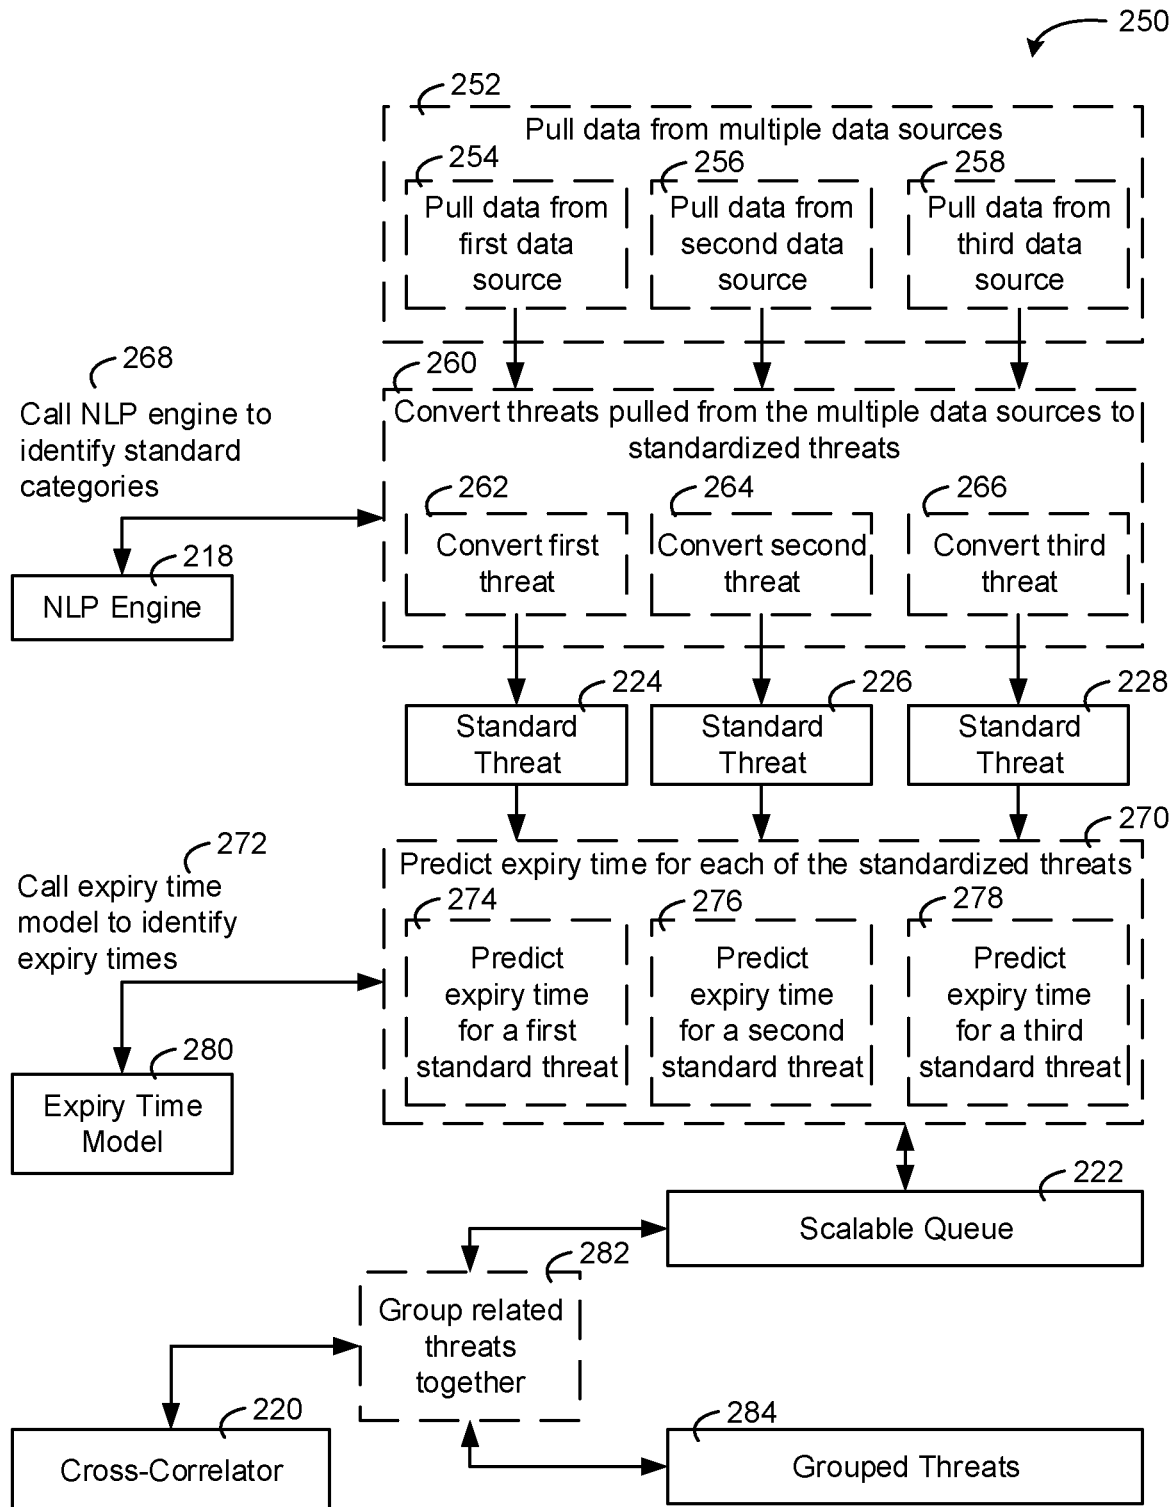 250
252
Pull data from multiple data sources
254
256
258
Pull data from
first data
source
Pull data from
second data
source
Pull data from
third data
source
268
Call NLP engine to
identify standard
categories
218
NLP Engine
260
Convert threats pulled from the multiple data sources to
standardized threats
262
264
266
Convert first
threat
Convert second
threat
Convert third
threat
224
226
228
Standard
Threat
Standard
Threat
Standard
Threat
270
272
Call expiry time
model to identify
expiry times
280
Expiry Time
Model
Predict expiry time for each of the standardized threats
274
276
278
Predict
expiry time
for a first
standard threat
Predict
expiry time
for a second
standard threat
Predict
expiry time
for a third
standard threat
222
Scalable Queue
282
Group related
threats
together
220
Cross-Correlator
284
Grouped Threats